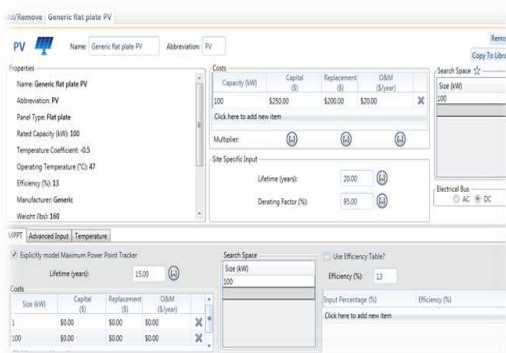 Add/Remove Generic flat plate PV
PV Name: Generic flat plate PV Abbreviation: PV
Remo
Copy To Libra
Properties
Name: Generic flat plate PV
Abbreviation: PV
Panel Type: Flat plate
Rated Capacity (kW): 100
Temperature Coefficient: -0.5
Operating Temperature (°C): 47
Efficiency (%): 13
Manufacturer: Generic
Weight (lbs): 160
Costs
Capacity (kW) Capital ($) Replacement ($) O&M ($/year)
100 $250.00 $200.00 $20.00
Click here to add new item
Multiplier:
Site Specific Input
Lifetime (years): 20.00
Derating Factor (%): 95.00
Search Space
Size (kW)
100
Electrical Bus
AC DC
MPPT Advanced Input Temperature
Explicitly model Maximum Power Point Tracker
Lifetime (years): 15.00
Costs
Size (kW) Capital ($) Replacement ($) O&M ($/year)
1 $0.00 $0.00 $0.00
100 $0.00 $0.00 $0.00
Search Space
Size (kW)
100
Use Efficiency Table?
Efficiency (%): 13
Input Percentage (%) Efficiency (%)
Click here to add new item